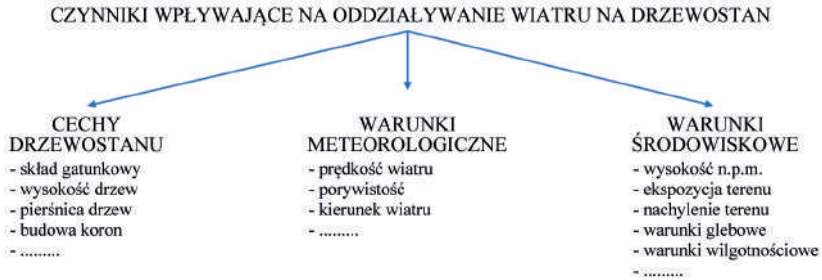 CZYNNIKI WPŁYWAJĄCE NA ODDZIAŁYWANIE WIATRU NA DRZEWOSTAN
CECHY
DRZEWOSTANU
- skład gatunkowy
- wysokość drzew
- pierśnica drzew
- budowa koron
- .........
WARUNKI
METEOROLOGICZNE
- prędkość wiatru
- porywistość
- kierunek wiatru
- .........
WARUNKI
ŚRODOWISKOWE
- wysokość n.p.m.
- ekspozycja terenu
- nachylenie terenu
- warunki glebowe
- warunki wilgotnościowe
- .........